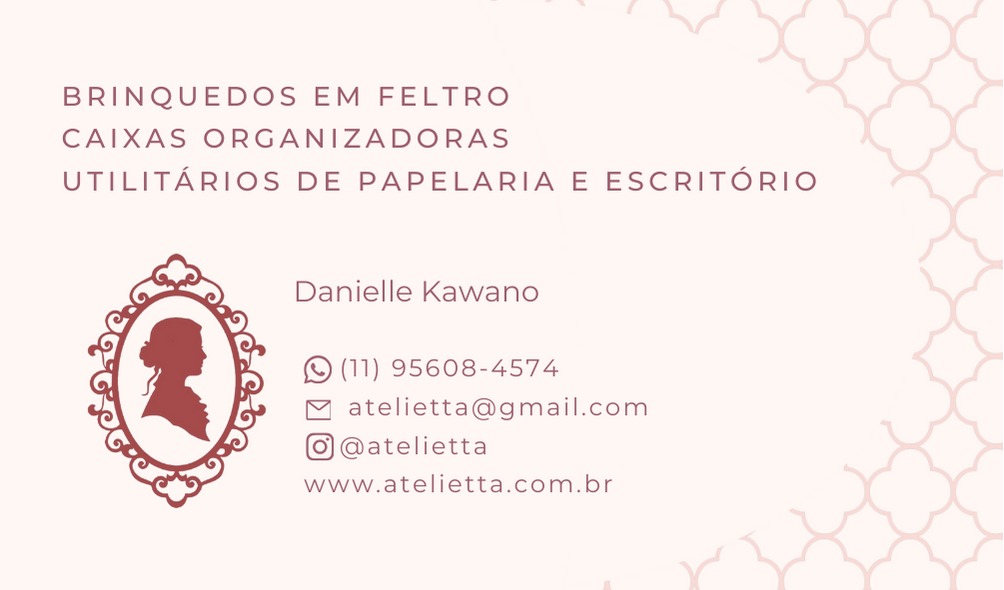 BRINQUEDOS EM FELTRO
CAIXAS ORGANIZADORAS
UTILITÁRIOS DE PAPELARIA E ESCRITÓRIO
Danielle Kawano
(11) 95608-4574
atelietta@gmail.com
@atelietta
www.atelietta.com.br